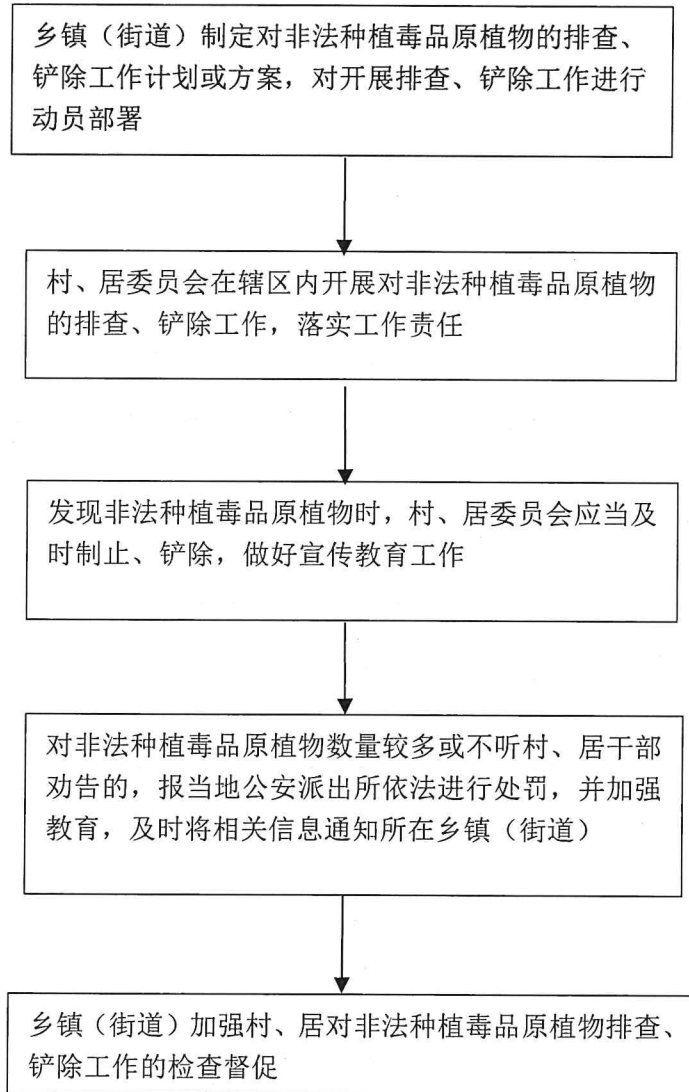 乡镇（街道）制定对非法种植毒品原植物的排查、
铲除工作计划或方案，对开展排查、铲除工作进行
动员部署
村、居委员会在辖区内开展对非法种植毒品原植物
的排查、铲除工作，落实工作责任
发现非法种植毒品原植物时，村、居委员会应当及
时制止、铲除，做好宣传教育工作
对非法种植毒品原植物数量较多或不听村、居干部
劝告的，报当地公安派出所依法进行处罚，并加强
教育，及时将相关信息通知所在乡镇（街道）
乡镇（街道）加强村、居对非法种植毒品原植物排查、
铲除工作的检查督促